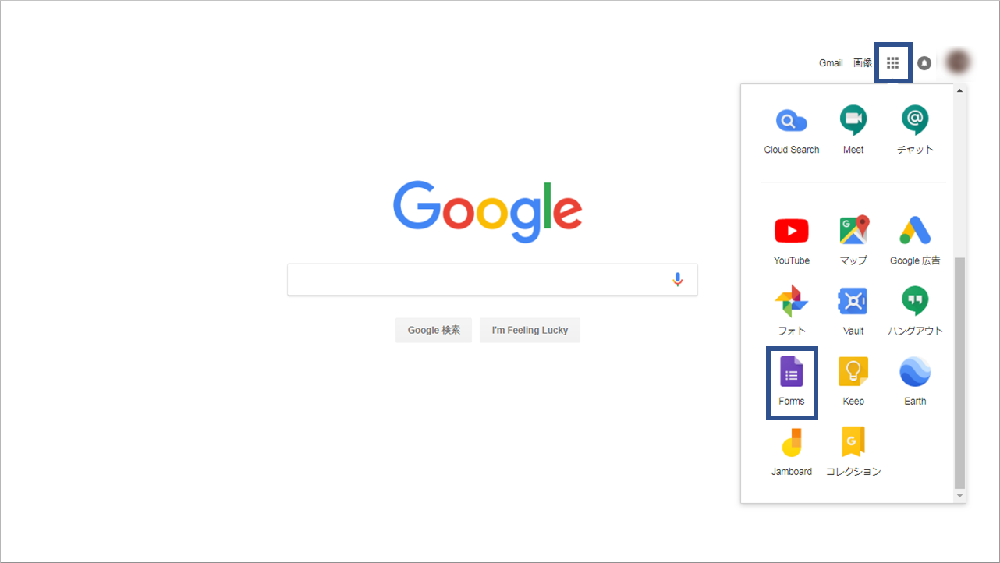 Gmail 画像
Cloud Search Meet チャット
Google
YouTube マップ Google 広告
Google 検索 I'm Feeling Lucky
フォト Vault ハングアウト
Forms Keep Earth
Jamboard コレクション